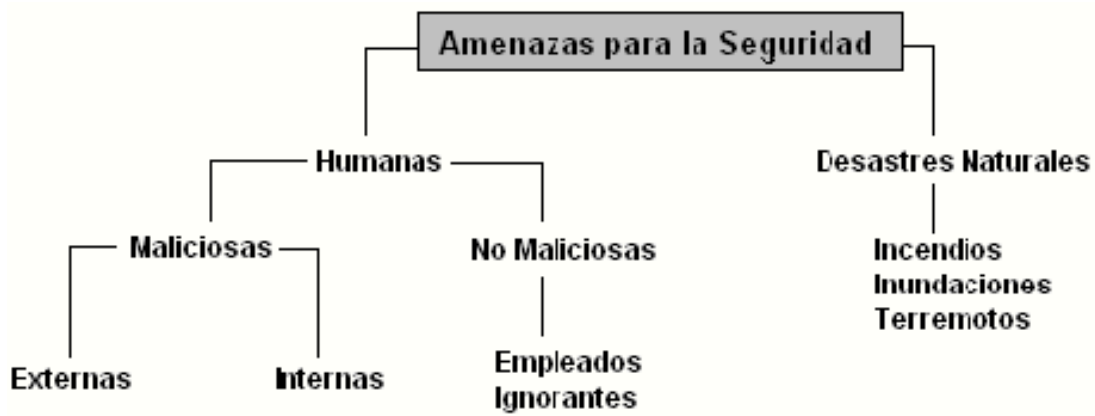 Amenazas para la Seguridad
Humanas
Desastres Naturales
Maliciosas
No Maliciosas
Incendios
Inundaciones
Terremotos
Externas
Internas
Empleados
Ignorantes